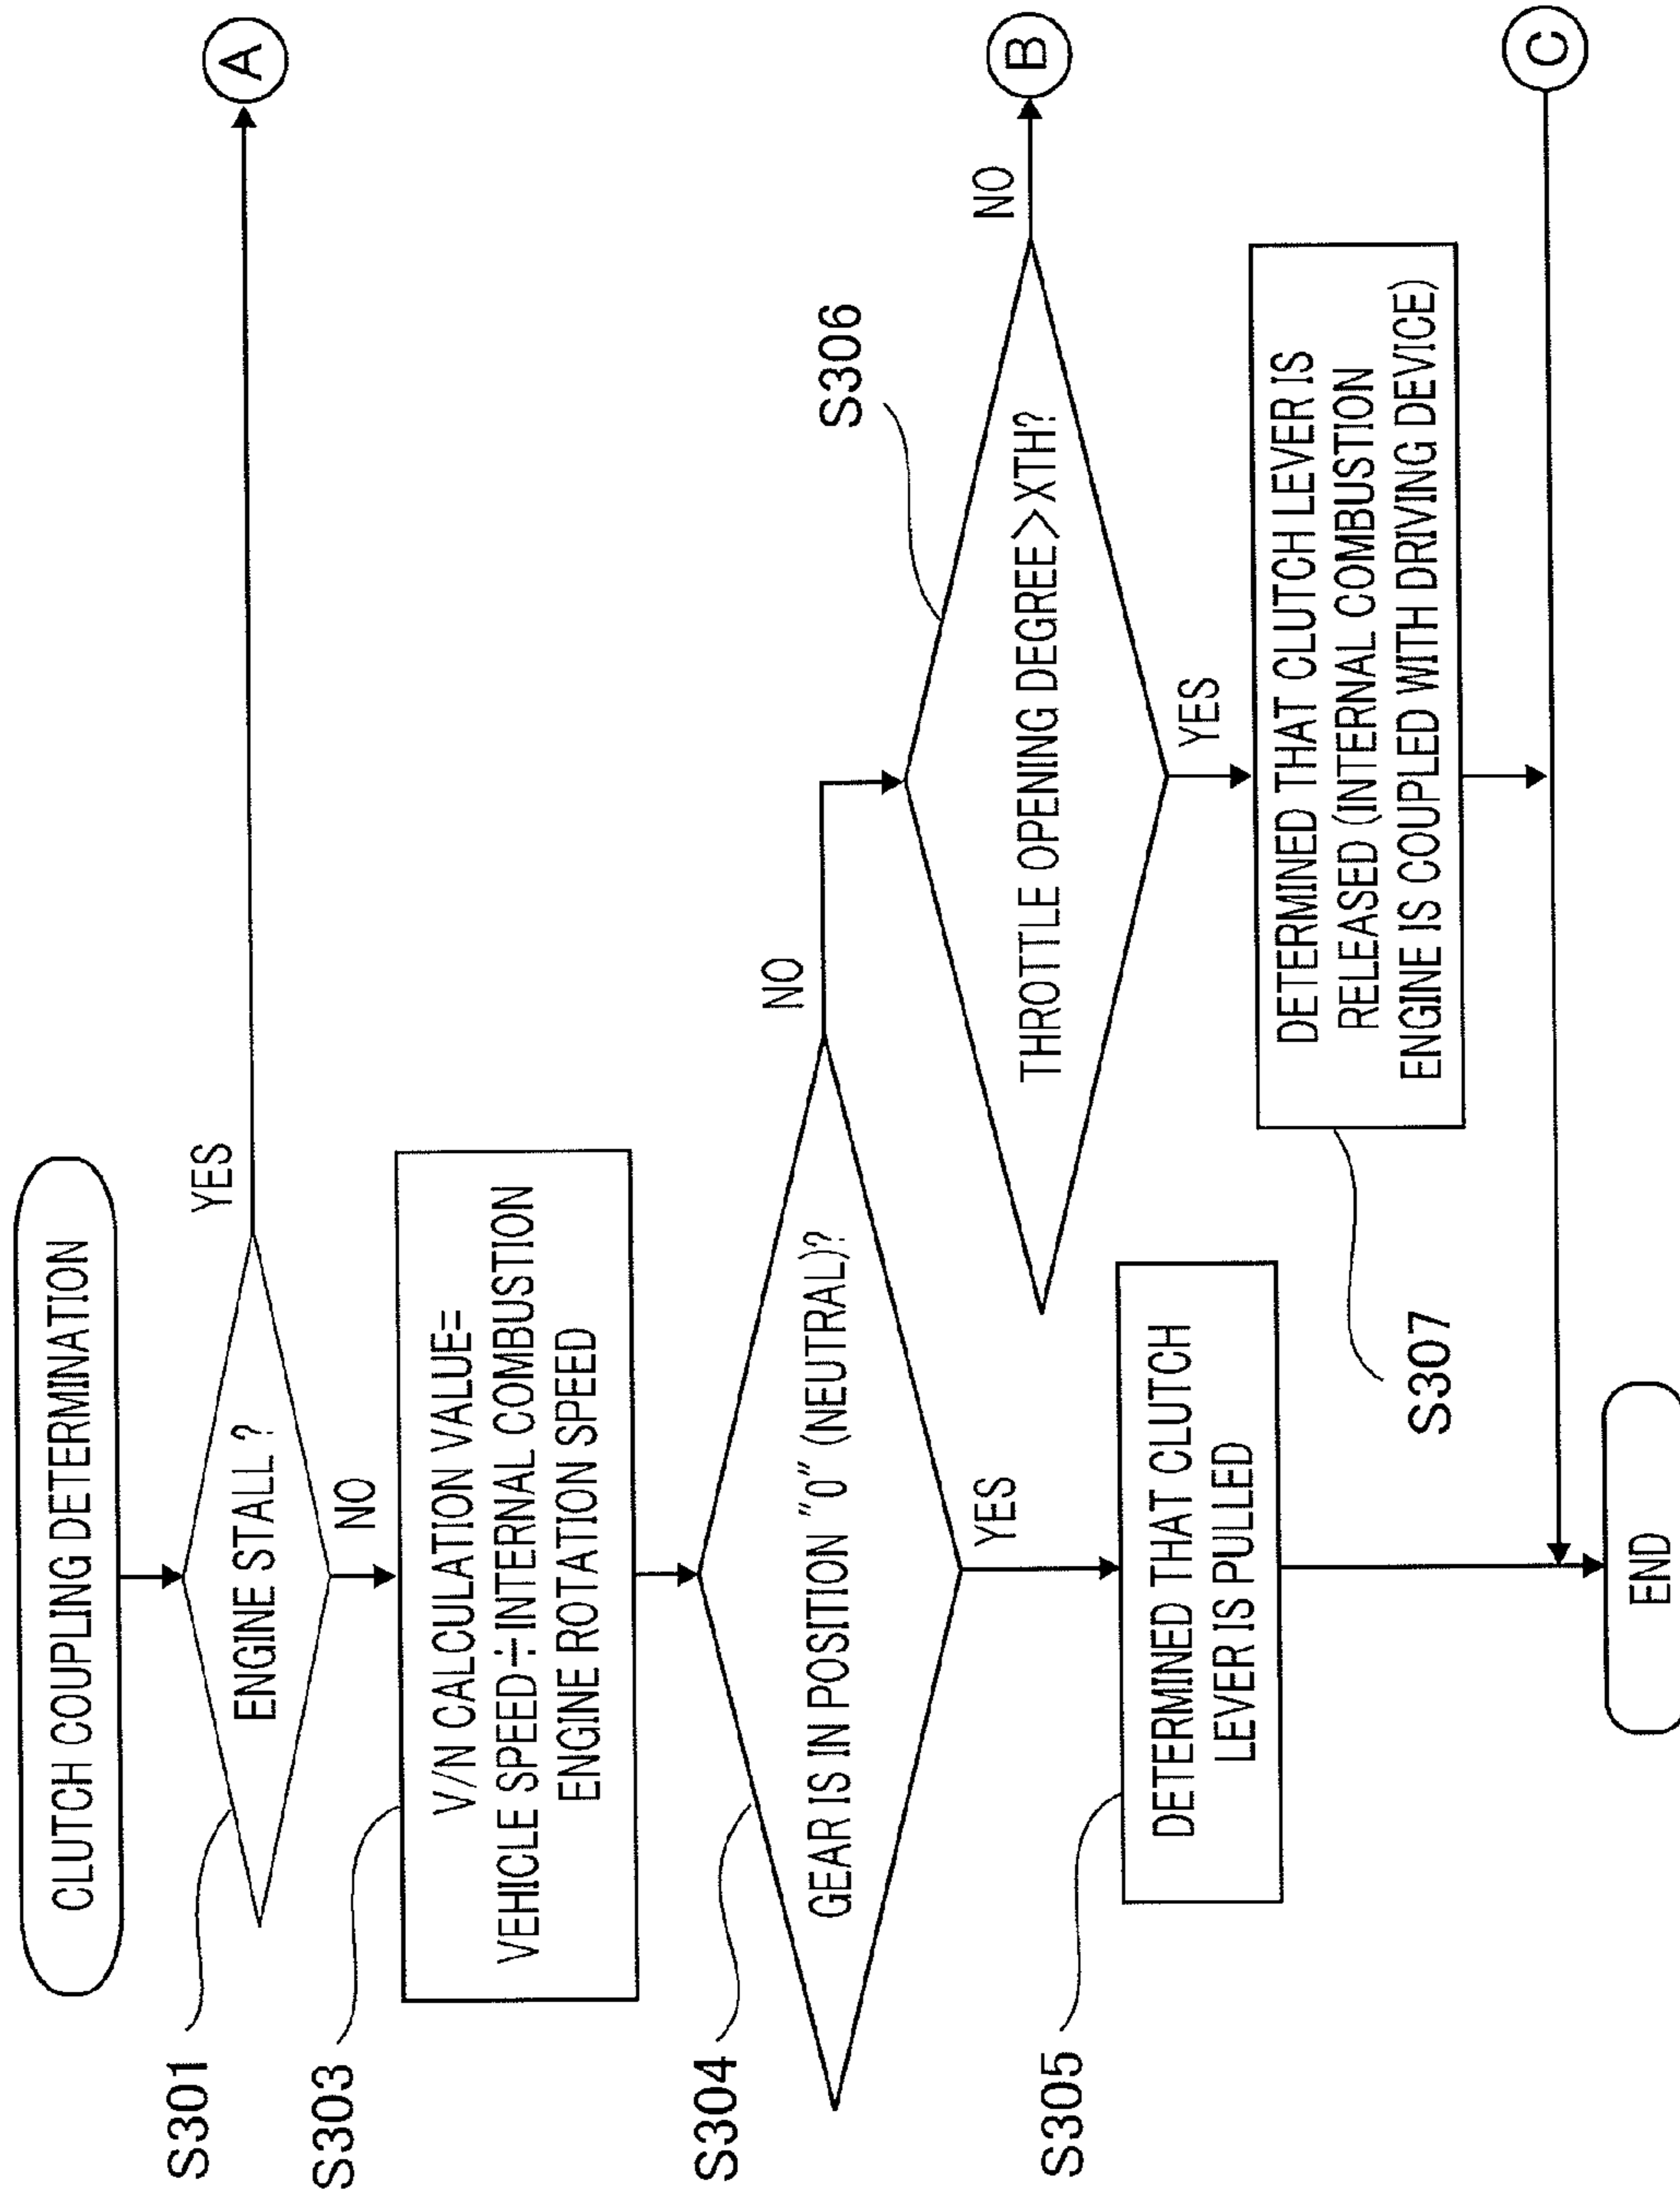 CLUTCH COUPLING DETERMINATION
S301
ENGINE STALL?
YES
A
NO
S303
V/N CALCULATION VALUE=
VEHICLE SPEED÷INTERNAL COMBUSTION
ENGINE ROTATION SPEED
S304
GEAR IS IN POSITION "0" (NEUTRAL)?
NO
YES
S306
THROTTLE OPENING DEGREE>XTH?
NO
B
YES
S305
DETERMINED THAT CLUTCH
LEVER IS PULLED
S307
DETERMINED THAT CLUTCH LEVER IS
RELEASED (INTERNAL COMBUSTION
ENGINE IS COUPLED WITH DRIVING DEVICE)
C
END